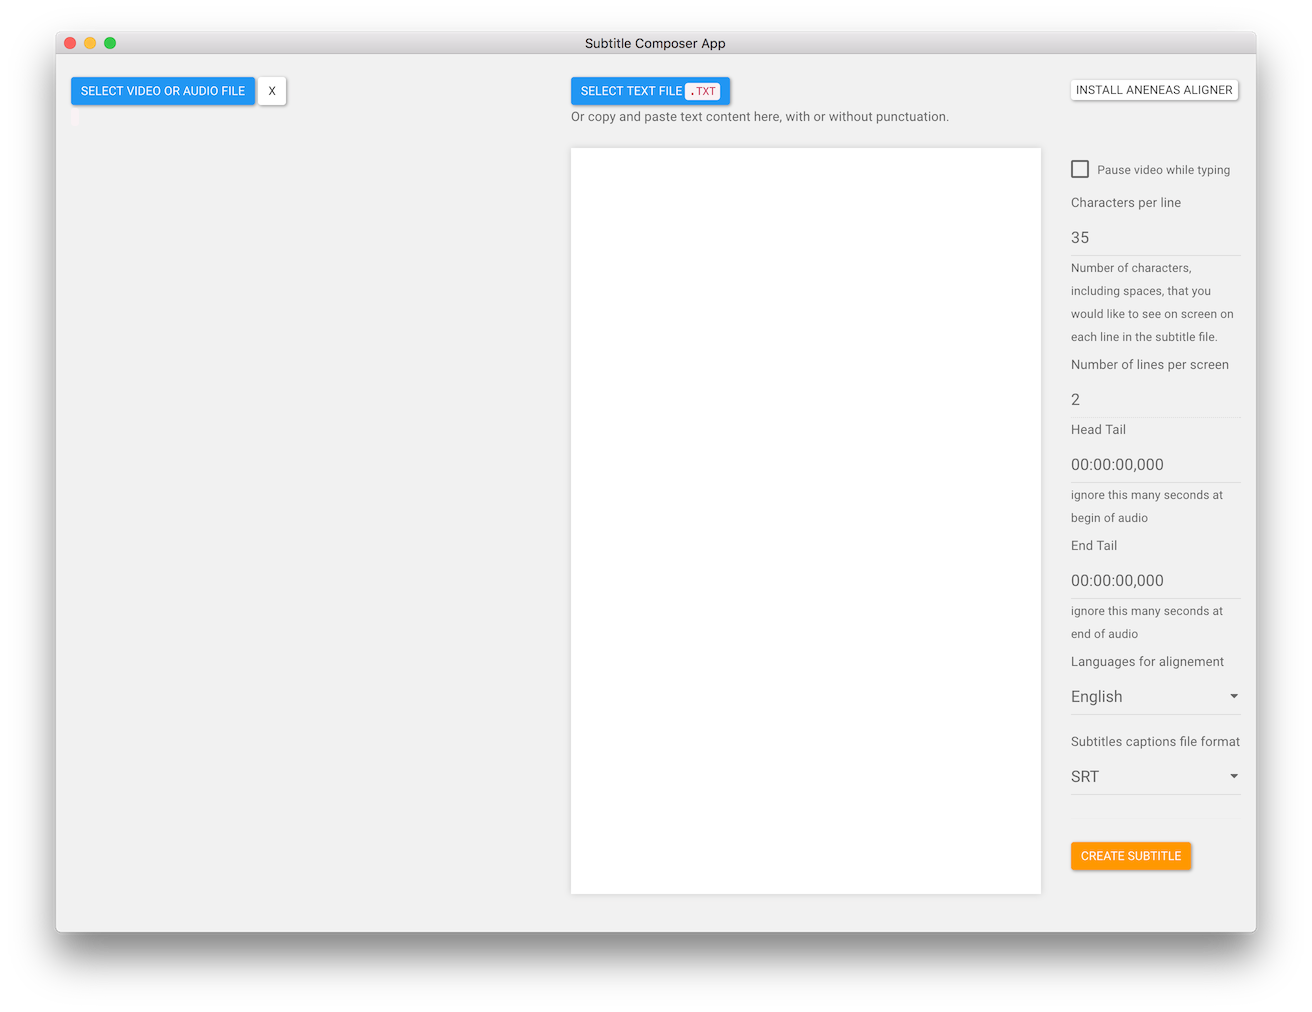 Subtitle Composer App
SELECT VIDEO OR AUDIO FILE
X
SELECT TEXT FILE .TXT
Or copy and paste text content here, with or without punctuation.
INSTALL ANENEAS ALIGNER
Pause video while typing
Characters per line
35
Number of characters,
including spaces, that you
would like to see on screen on
each line in the subtitle file.
Number of lines per screen
2
Head Tail
00:00:00,000
ignore this many seconds at
begin of audio
End Tail
00:00:00,000
ignore this many seconds at
end of audio
Languages for alignement
English
Subtitles captions file format
SRT
CREATE SUBTITLE